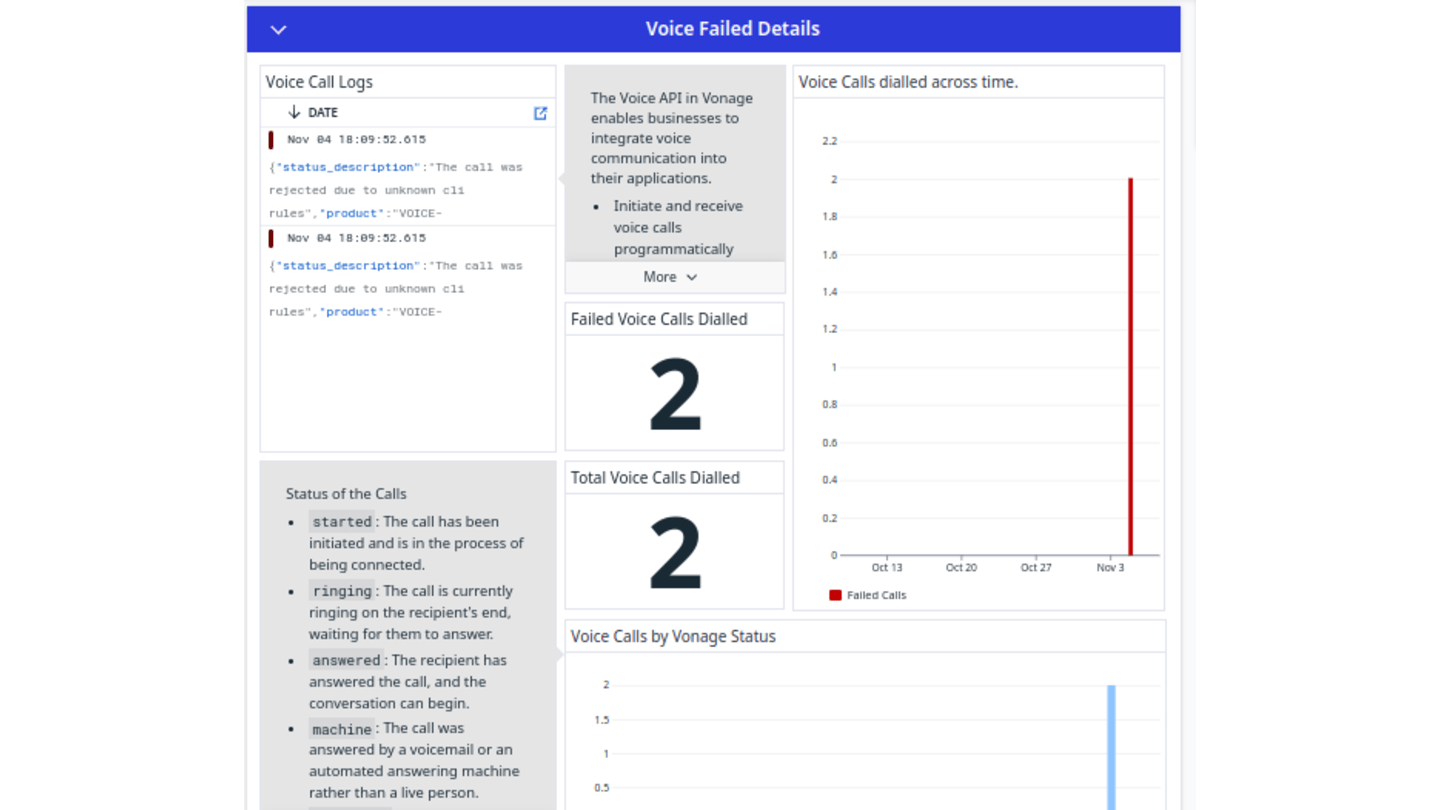 Voice Failed Details
Voice Call Logs
DATE
Nov 04 18:09:52.615
{"status_description":"The call was
rejected due to unknown cli
rules","product":"VOICE-
Nov 04 18:09:52.615
{"status_description":"The call was
rejected due to unknown cli
rules","product":"VOICE-
The Voice API in Vonage
enables businesses to
integrate voice
communication into
their applications.
• Initiate and receive
voice calls
programmatically
More
Failed Voice Calls Dialled
2
Total Voice Calls Dialled
2
Voice Calls dialled across time.
2.2
2
1.8
1.6
1.4
1.2
1
0.8
0.6
0.4
0.2
0
Oct 13 Oct 20 Oct 27 Nov 3
Failed Calls
Status of the Calls
• started: The call has been
initiated and is in the process of
being connected.
• ringing: The call is currently
ringing on the recipient's end,
waiting for them to answer.
• answered: The recipient has
answered the call, and the
conversation can begin.
• machine: The call was
answered by a voicemail or an
automated answering machine
rather than a live person.
Voice Calls by Vonage Status
2
1.5
1
0.5